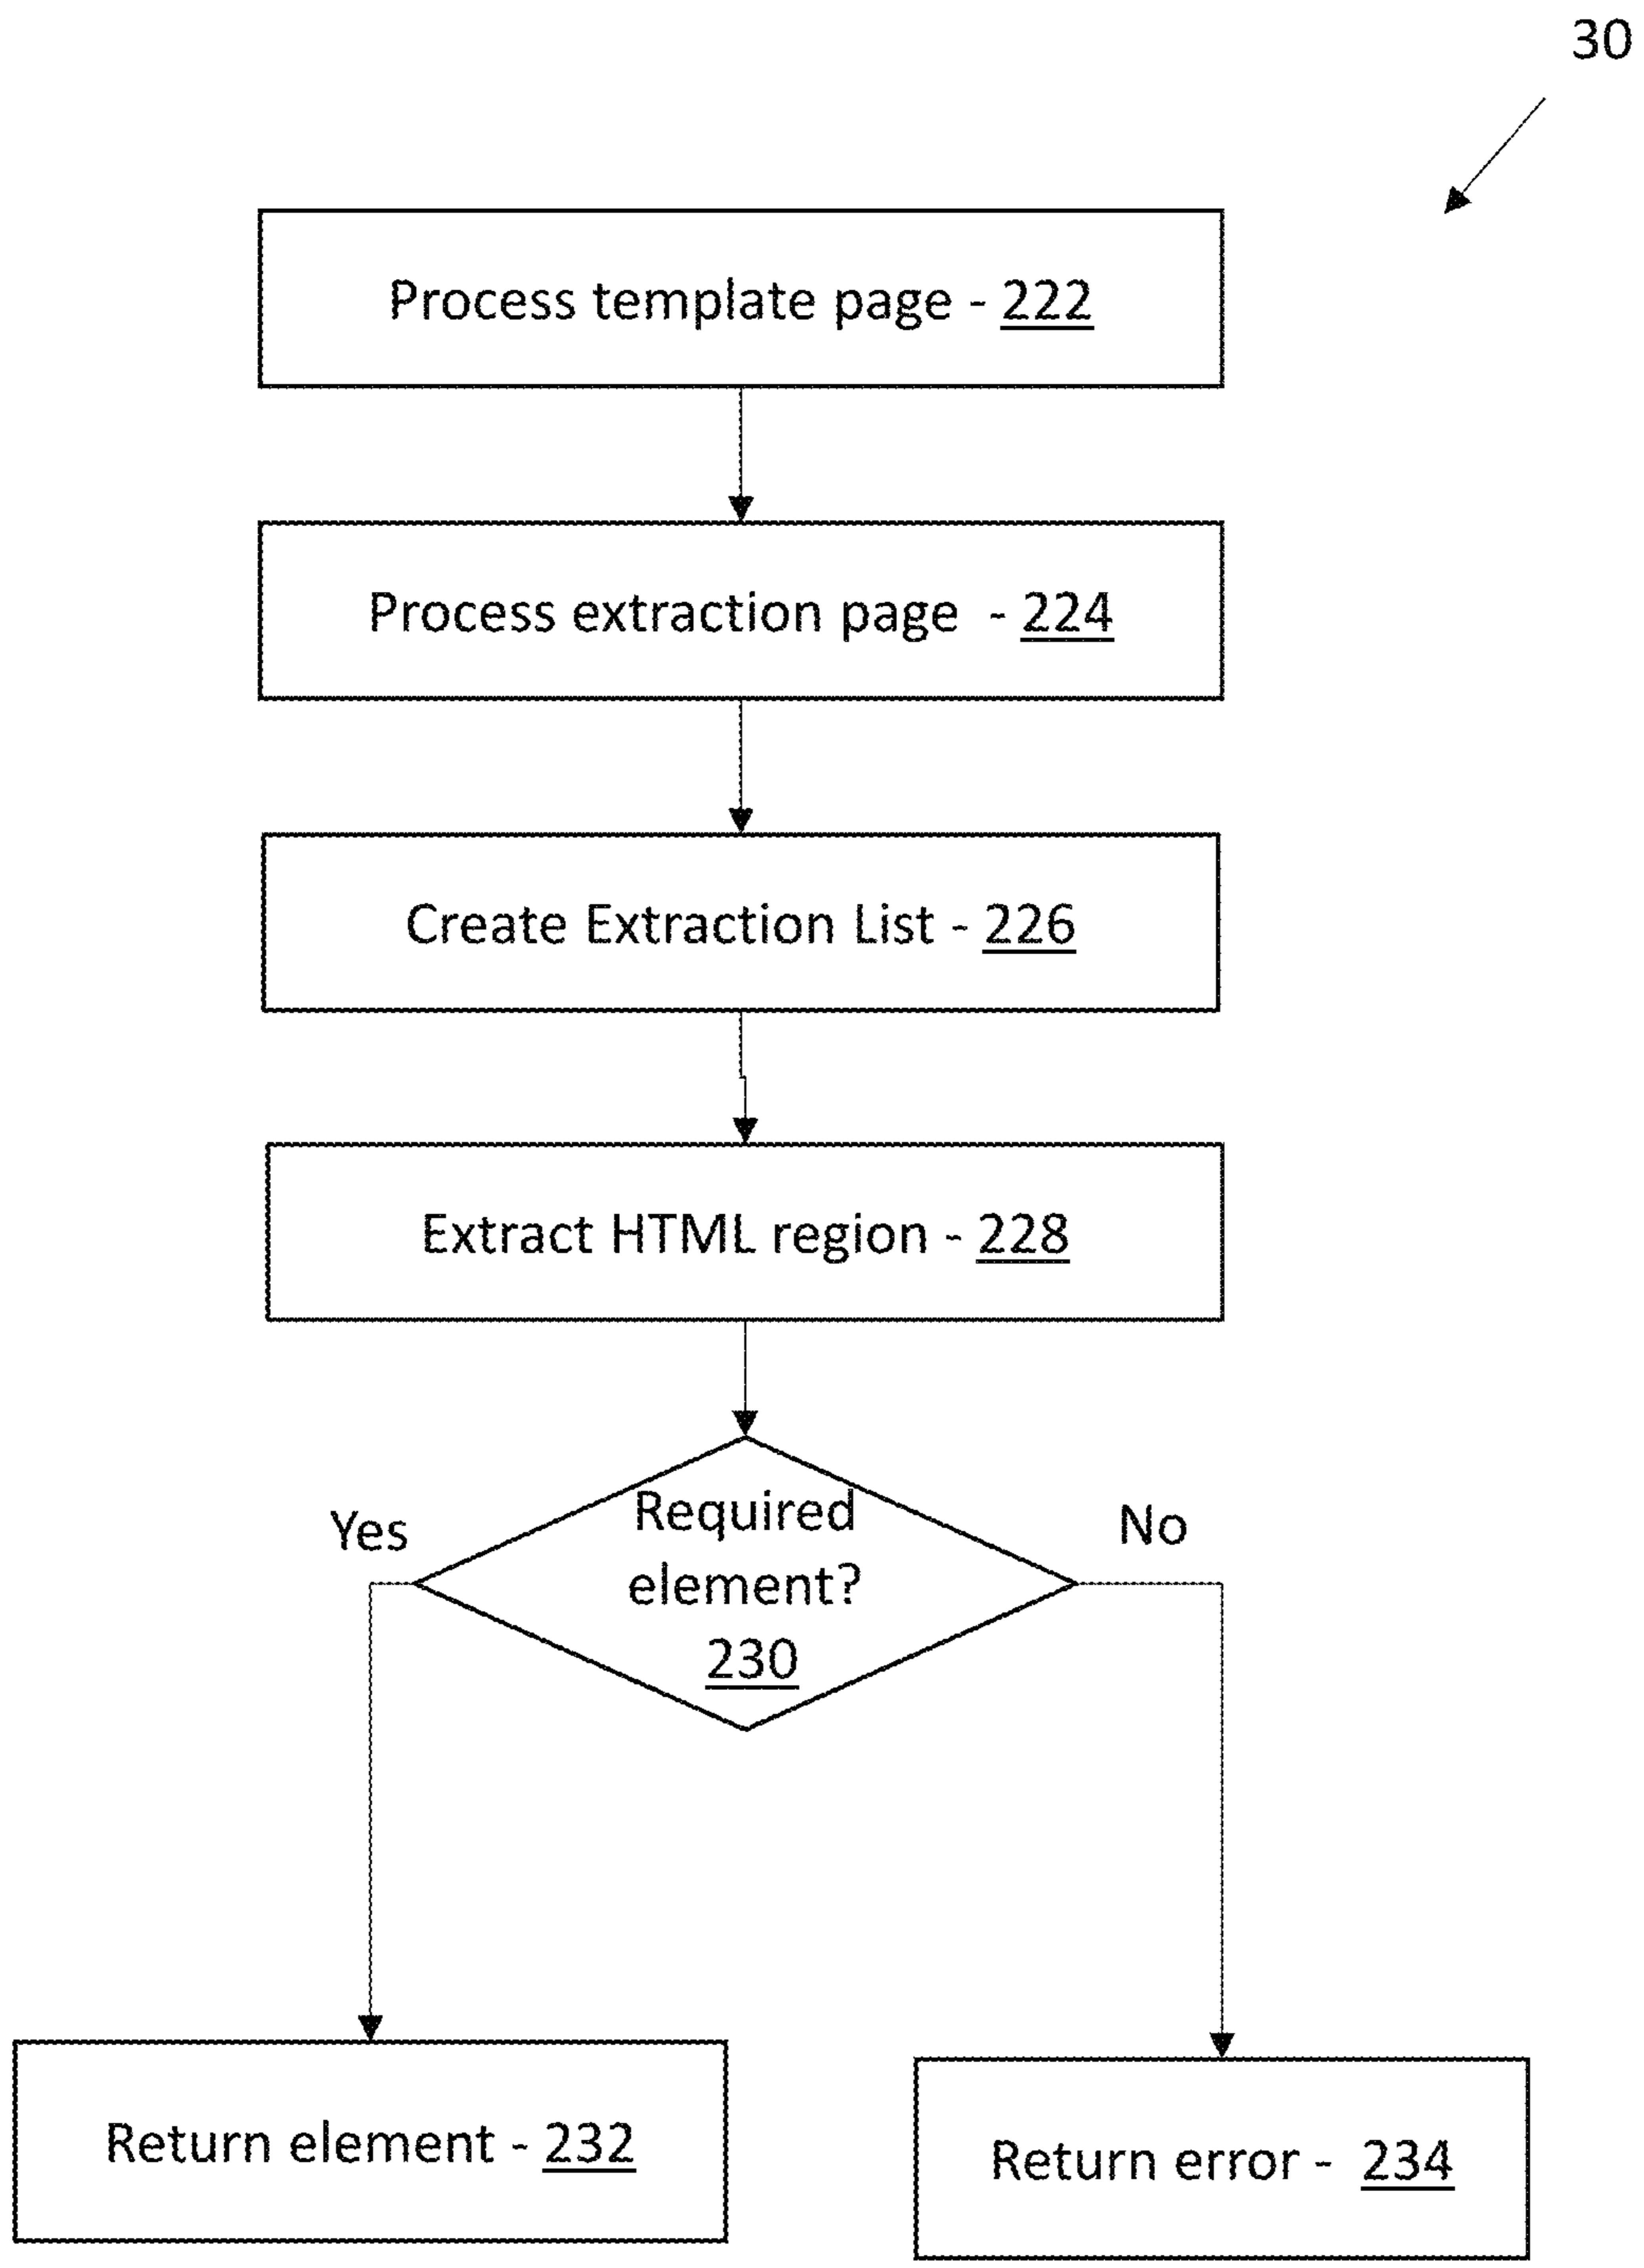 30
Process template page - 222
Process extraction page - 224
Create Extraction List - 226
Extract HTML region - 228
Required
element?
230
Yes
No
Return element - 232
Return error - 234